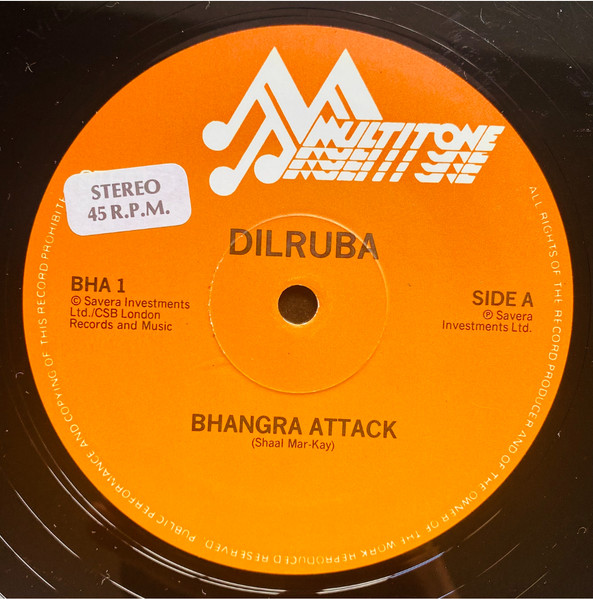 MULTITONE
STEREO
45 R.P.M.
DILRUBA
BHA 1
© Savera Investments
Ltd./CSB London
Records and Music
SIDE A
℗ Savera
Investments Ltd.
BHANGRA ATTACK
(Shaal Mar-Kay)
ALL RIGHTS OF THE RECORD PRODUCER AND OF THE OWNER OF THE WORK REPRODUCED RESERVED PUBLIC PERFORMANCE AND COPYING OF THIS RECORD PROHIBITE